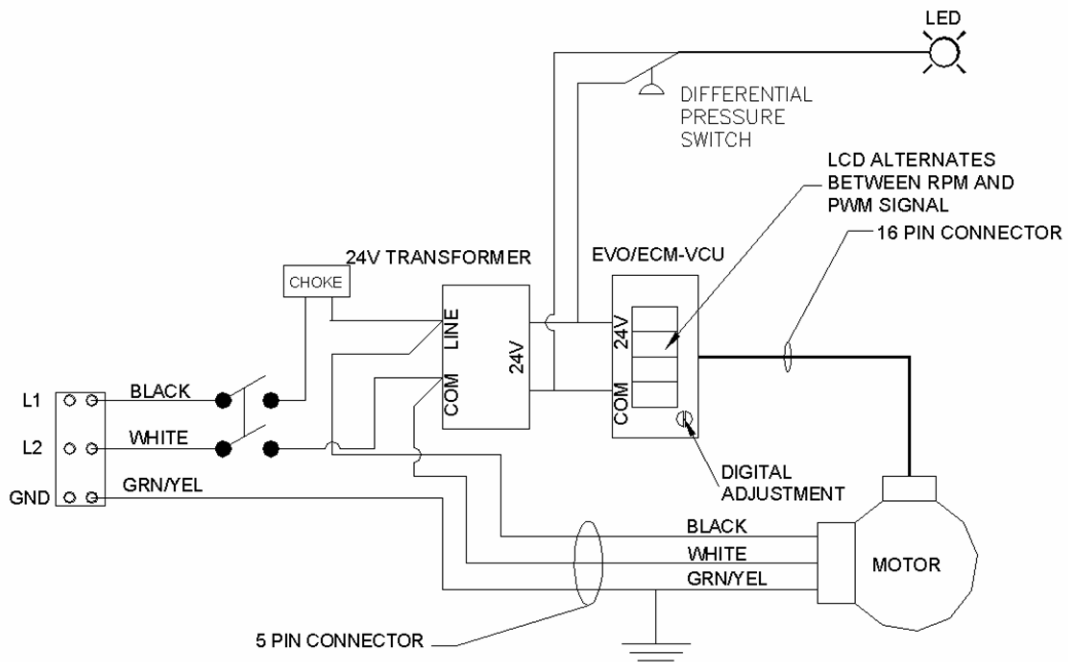 LED
DIFFERENTIAL
PRESSURE
SWITCH
LCD ALTERNATES
BETWEEN RPM AND
PWM SIGNAL
16 PIN CONNECTOR
24V TRANSFORMER
EVO/ECM-VCU
CHOKE
LINE
COM
24V
24V
COM
L1
BLACK
L2
WHITE
GND
GRN/YEL
DIGITAL
ADJUSTMENT
BLACK
WHITE
GRN/YEL
MOTOR
5 PIN CONNECTOR